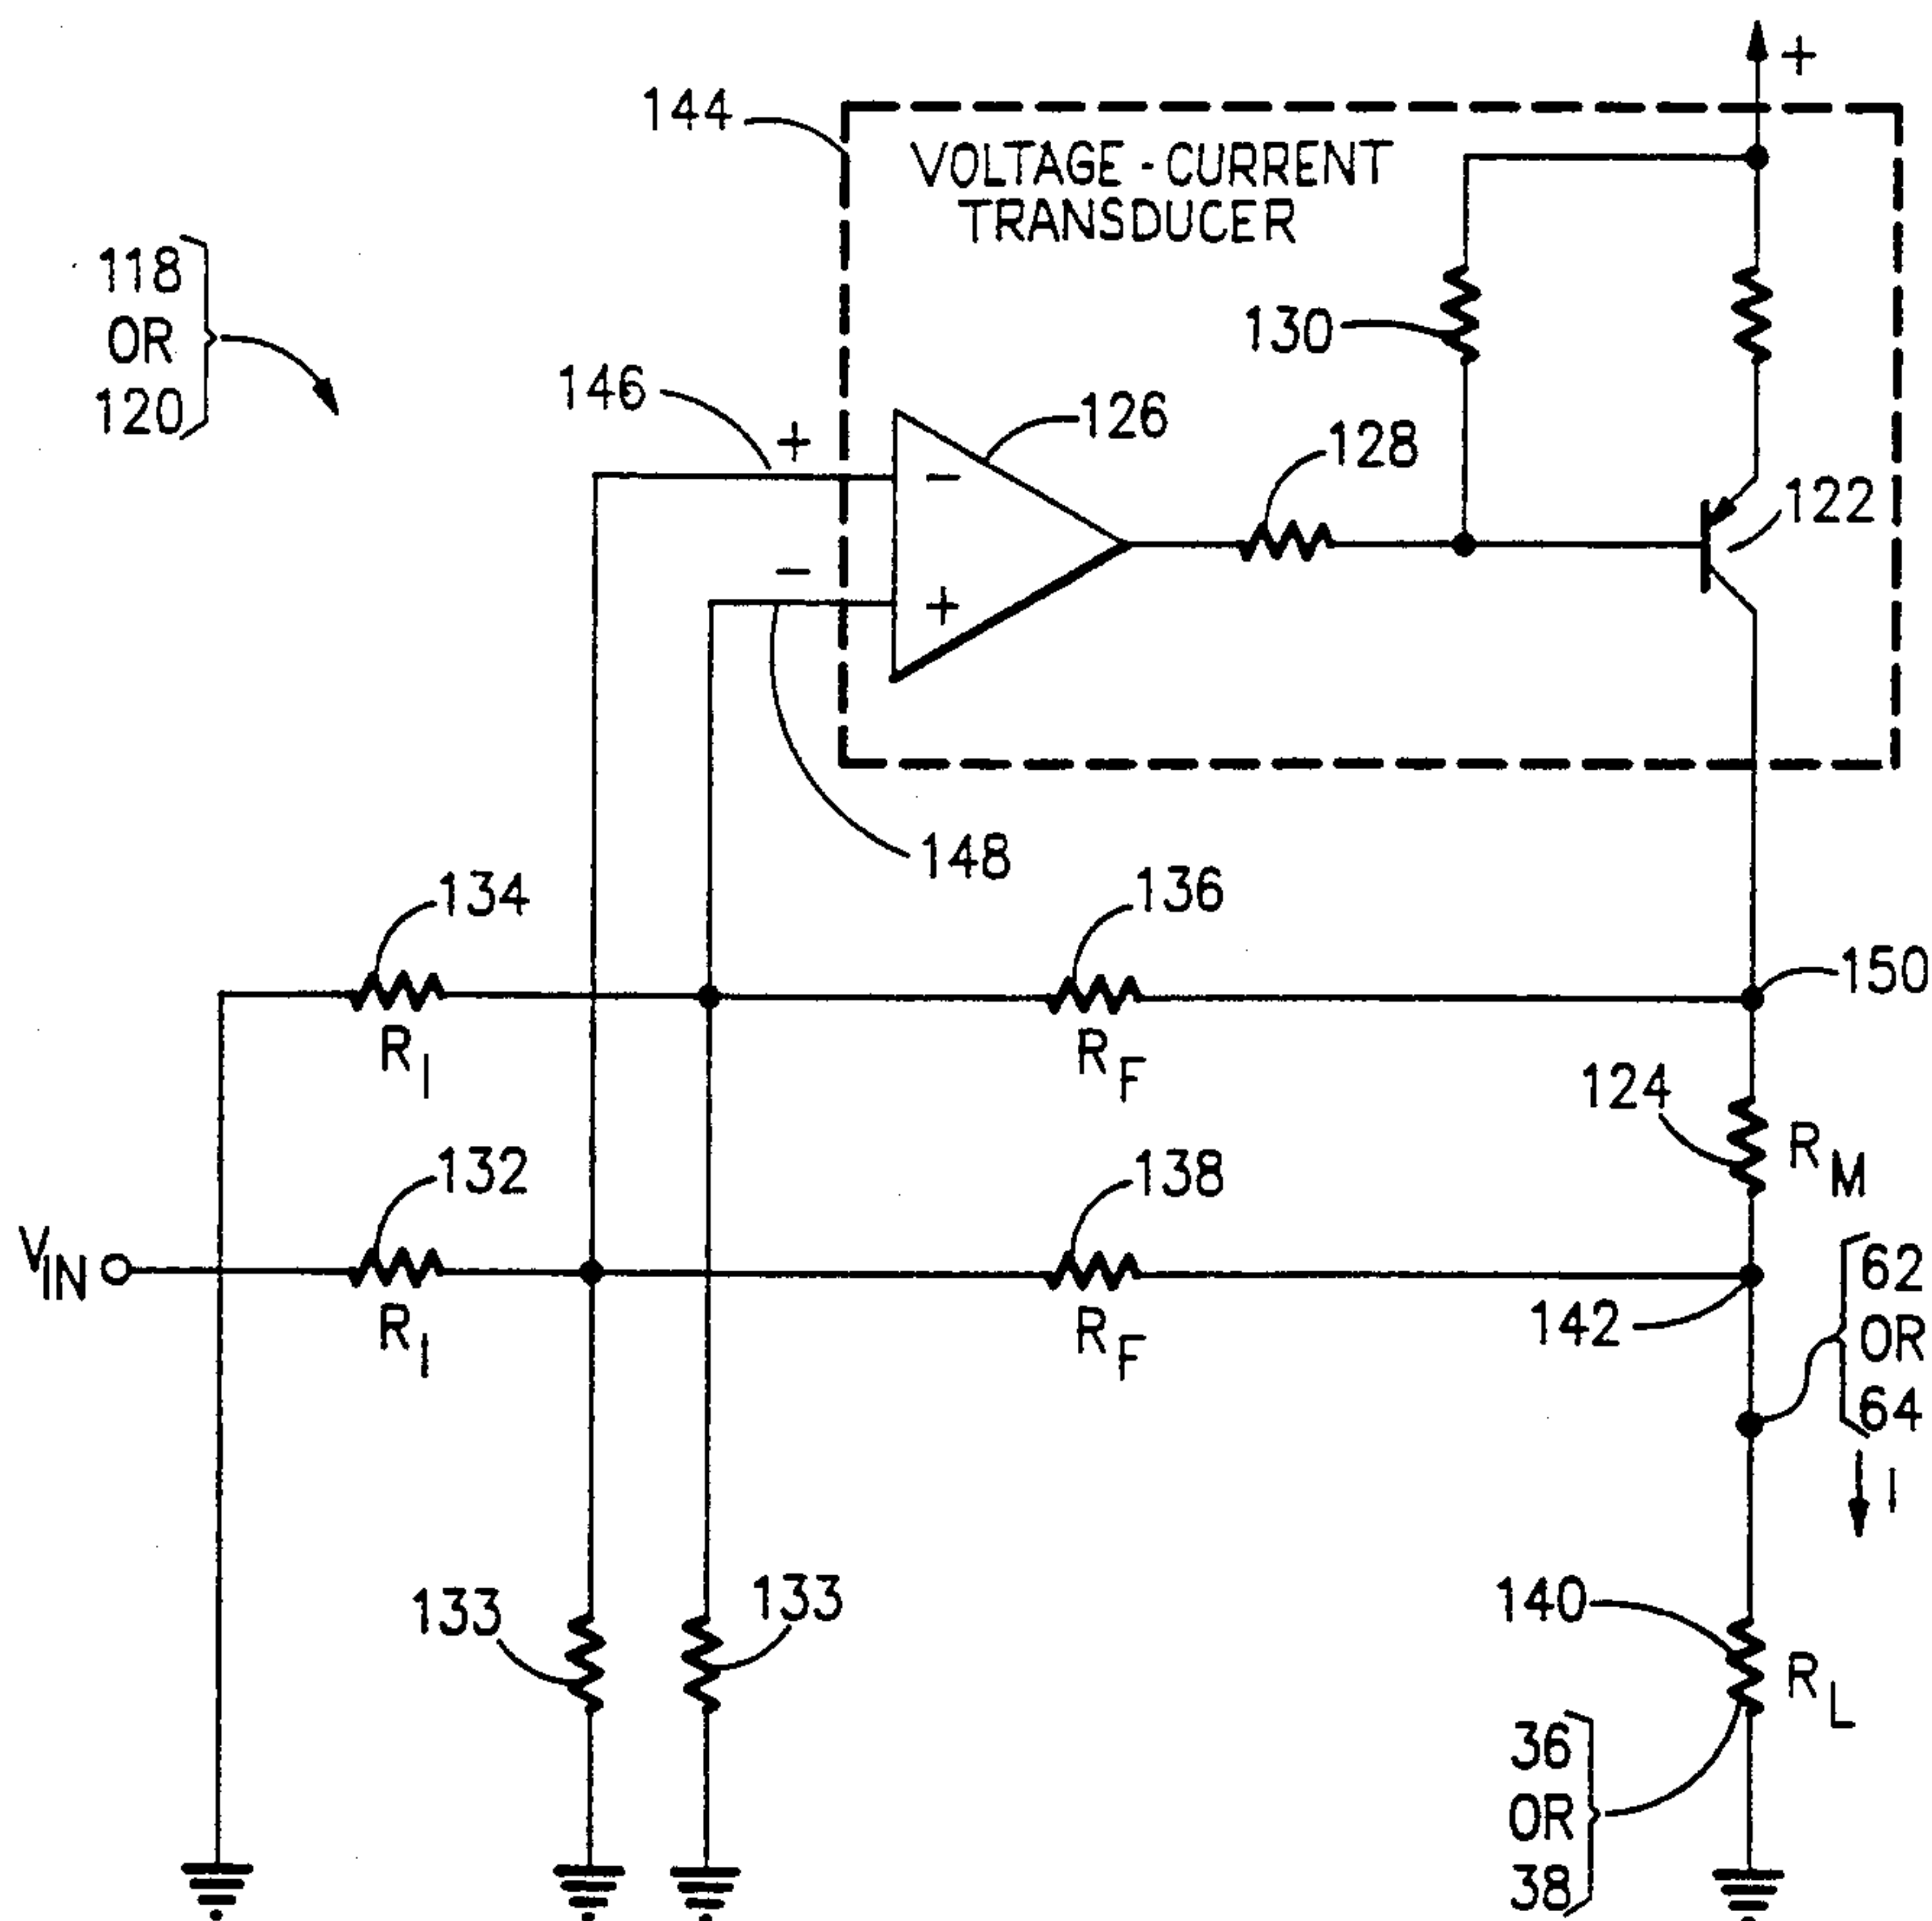 +
144
VOLTAGE - CURRENT
TRANSDUCER
118
OR
120
130
146
+
126
128
-
122
-
+
148
134
136
150
R I
R F
124
R M
132
138
V IN
62
OR
64
142
R I
R F
I
133
133
140
R L
36
OR
38